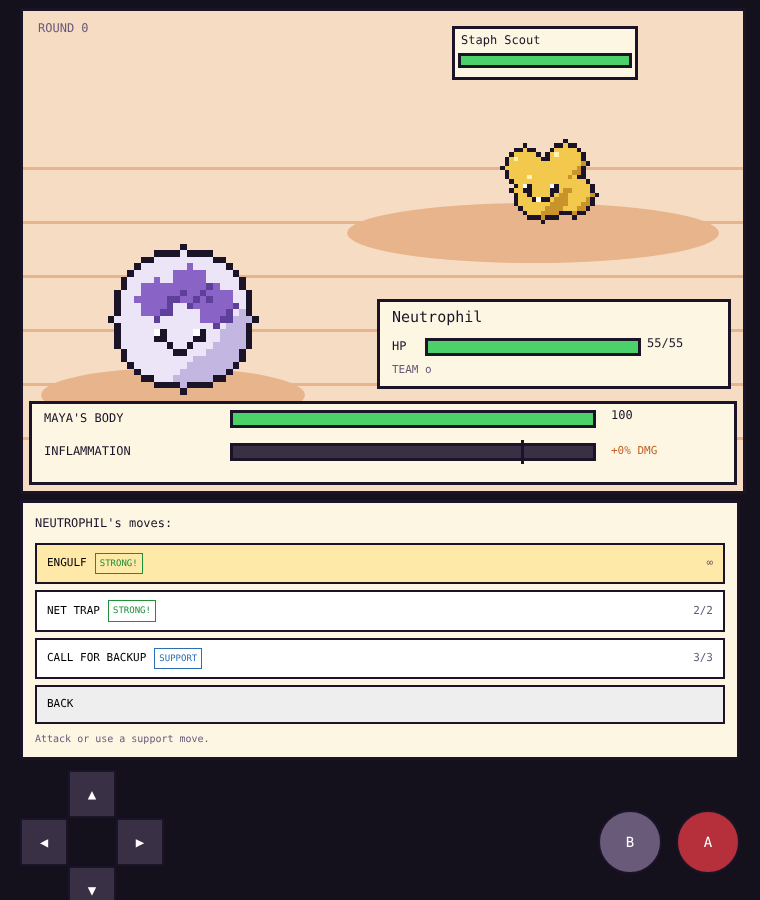 ROUND 0
Staph Scout
Neutrophil
HP 55/55
TEAM o
MAYA'S BODY 100
INFLAMMATION +0% DMG
NEUTROPHIL's moves:
ENGULF STRONG! ∞
NET TRAP STRONG! 2/2
CALL FOR BACKUP SUPPORT 3/3
BACK
Attack or use a support move.
▲
◀ ▶
▼
B A